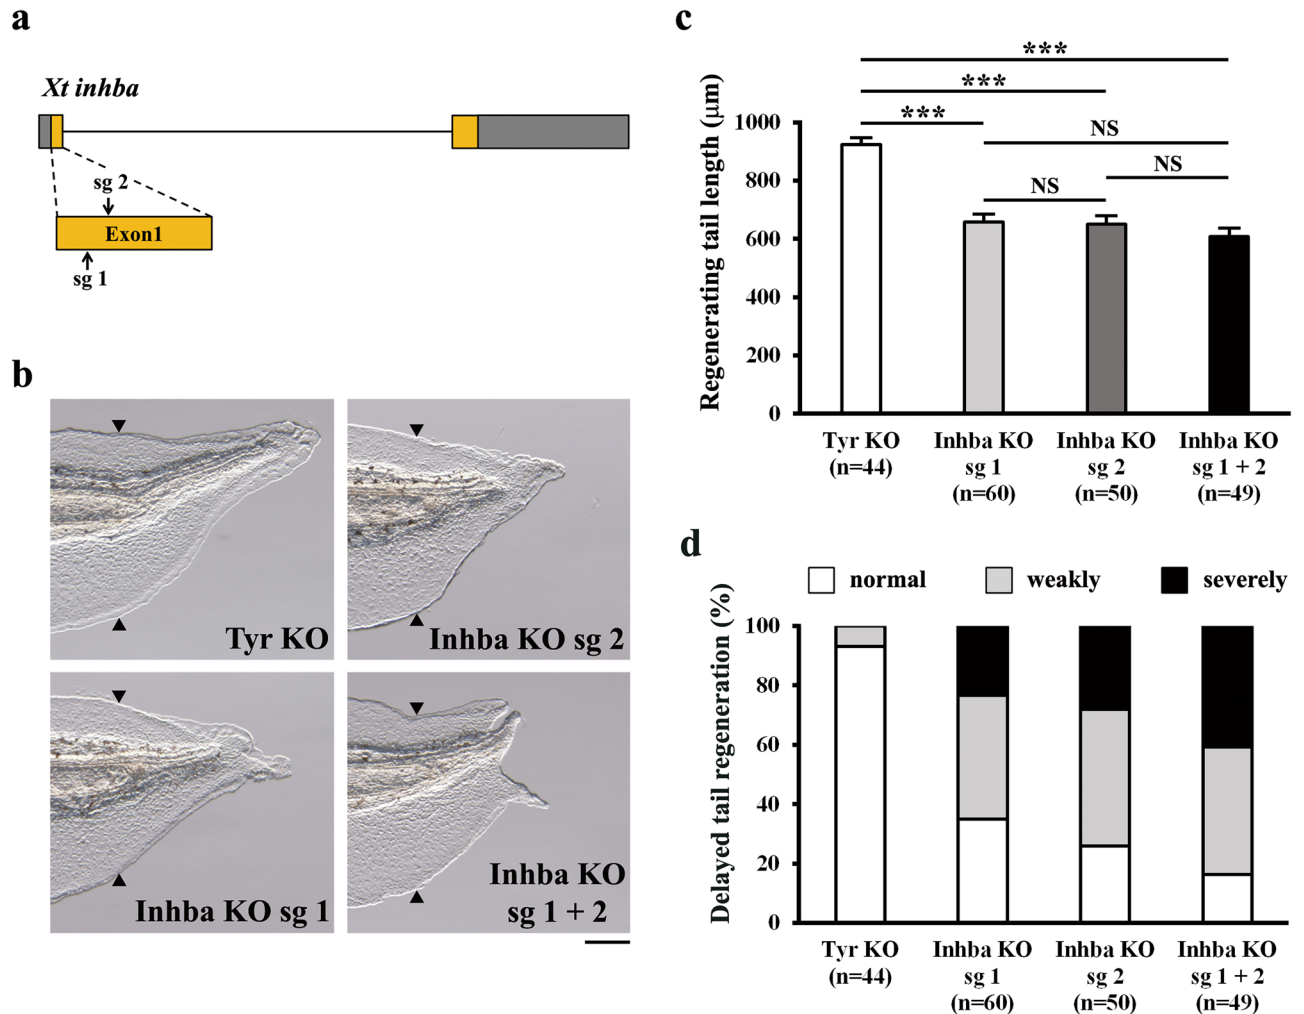 a
Xt inhba
sg 2
Exon1
sg 1
b
Tyr KO
Inhba KO sg 2
Inhba KO sg 1
Inhba KO
sg 1 + 2
c
Regenerating tail length (μm)
1000
800
600
400
200
0
***
***
***
NS
NS
NS
Tyr KO
(n=44)
Inhba KO
sg 1
(n=60)
Inhba KO
sg 2
(n=50)
Inhba KO
sg 1 + 2
(n=49)
d
normal
weakly
severely
Delayed tail regeneration (%)
100
80
60
40
20
0
Tyr KO
(n=44)
Inhba KO
sg 1
(n=60)
Inhba KO
sg 2
(n=50)
Inhba KO
sg 1 + 2
(n=49)